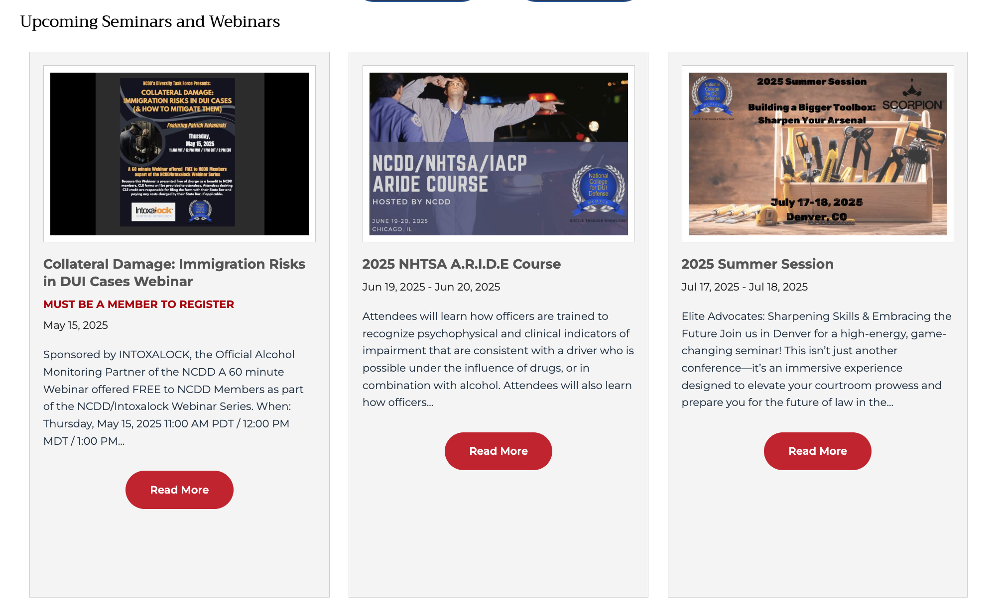 Upcoming Seminars and Webinars
NCDD's Diversity Task Force Presents:
COLLATERAL DAMAGE:
IMMIGRATION RISKS IN DUI CASES
(& HOW TO MITIGATE THEM)
Featuring Patrick Kolasinski
Thursday,
May 15, 2025
11 AM PDT / 12 PM MDT / 1 PM CDT / 2 PM EDT
A 60 minute Webinar offered FREE to NCDD Members
aspart of the NCDD/Intoxalock Webinar Series
Because this Webinar is presented free of charge as a benefit to NCDD
members, CLE forms will be provided to attendees. Attendees desiring
CLE credit are responsible for filing the form with their State Bar and
paying any costs charged by their State Bar, if applicable.
Intoxalock
IGNITION INTERLOCK
National
College
for DUI
Defense
Collateral Damage: Immigration Risks
in DUI Cases Webinar
MUST BE A MEMBER TO REGISTER
May 15, 2025
Sponsored by INTOXALOCK, the Official Alcohol
Monitoring Partner of the NCDD A 60 minute
Webinar offered FREE to NCDD Members as part
of the NCDD/Intoxalock Webinar Series. When:
Thursday, May 15, 2025 11:00 AM PDT / 12:00 PM
MDT / 1:00 PM...
Read More
NCDD/NHTSA/IACP
ARIDE COURSE
HOSTED BY NCDD
JUNE 19-20, 2025
CHICAGO, IL
National
College
for DUI
Defense
MCMXCV
JUSTICE THROUGH KNOWLEDGE
2025 NHTSA A.R.I.D.E Course
Jun 19, 2025 - Jun 20, 2025
Attendees will learn how officers are trained to
recognize psychophysical and clinical indicators of
impairment that are consistent with a driver who is
possible under the influence of drugs, or in
combination with alcohol. Attendees will also learn
how officers...
Read More
National
College
for DUI
Defense
MCMXCV
JUSTICE THROUGH KNOWLEDGE
2025 Summer Session
Building a Bigger Toolbox:
Sharpen Your Arsenal
SCORPION
July 17-18, 2025
Denver, CO
2025 Summer Session
Jul 17, 2025 - Jul 18, 2025
Elite Advocates: Sharpening Skills & Embracing the
Future Join us in Denver for a high-energy, game-
changing seminar! This isn’t just another
conference—it’s an immersive experience
designed to elevate your courtroom prowess and
prepare you for the future of law in the...
Read More